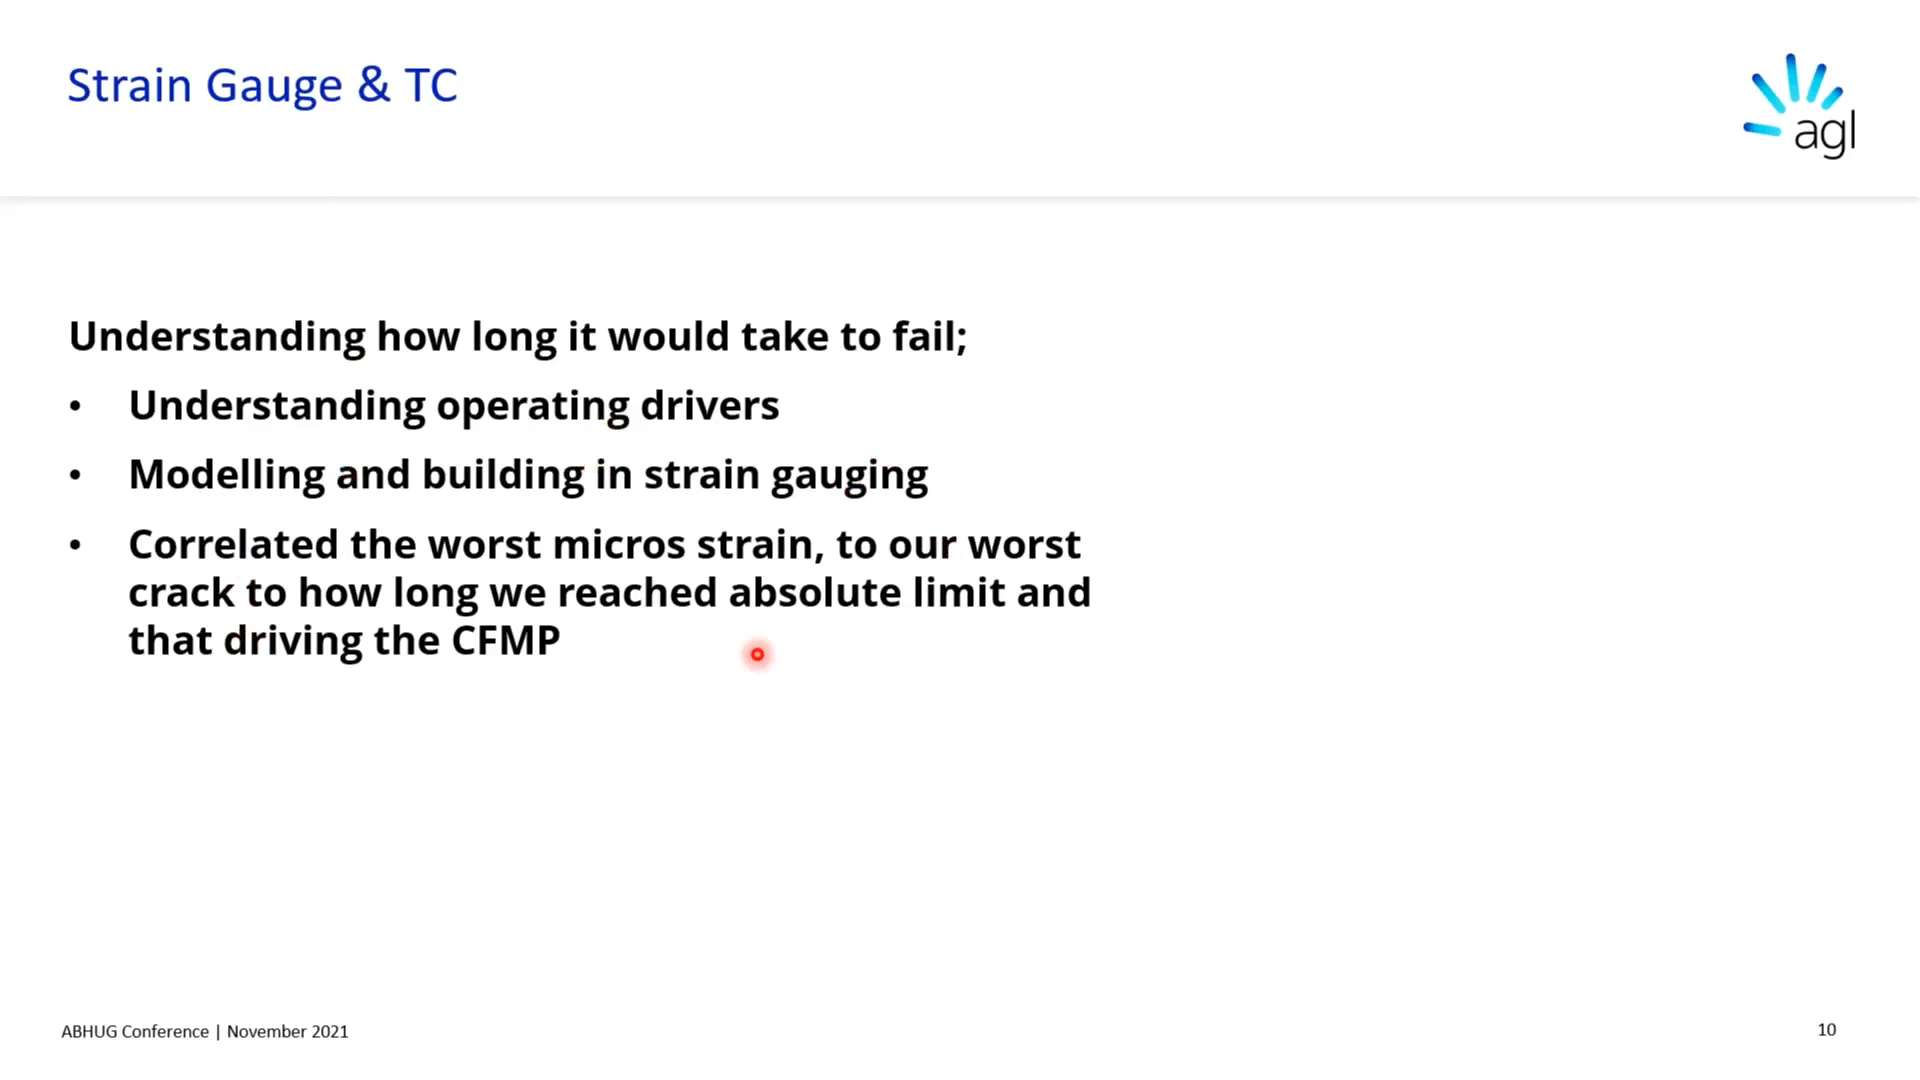 Strain Gauge & TC
agl
Understanding how long it would take to fail;
• Understanding operating drivers
• Modelling and building in strain gauging
• Correlated the worst micros strain, to our worst
crack to how long we reached absolute limit and
that driving the CFMP
ABHUG Conference | November 2021
10